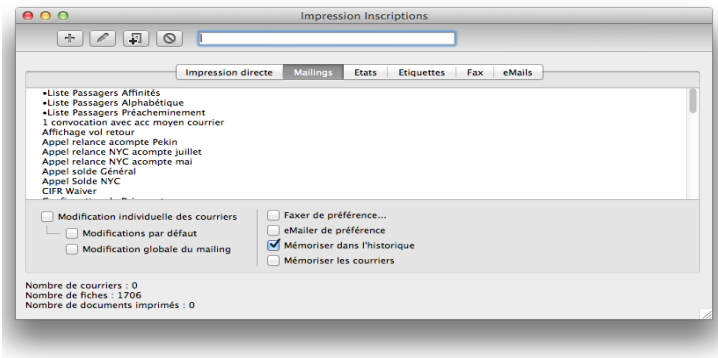 Impression Inscriptions
Impression directe Mailings Etats Etiquettes Fax eMails
•Liste Passagers Affinités
•Liste Passagers Alphabétique
•Liste Passagers Préacheminement
1 convocation avec acc moyen courrier
Affichage vol retour
Appel relance acompte Pekin
Appel relance NYC acompte juillet
Appel relance NYC acompte mai
Appel solde Général
Appel Solde NYC
CIFR Waiver
Modification individuelle des courriers
Modifications par défaut
Modification globale du mailing
Faxer de préférence...
eMailer de préférence
Mémoriser dans l'historique
Mémoriser les courriers
Nombre de courriers : 0
Nombre de fiches : 1706
Nombre de documents imprimés : 0